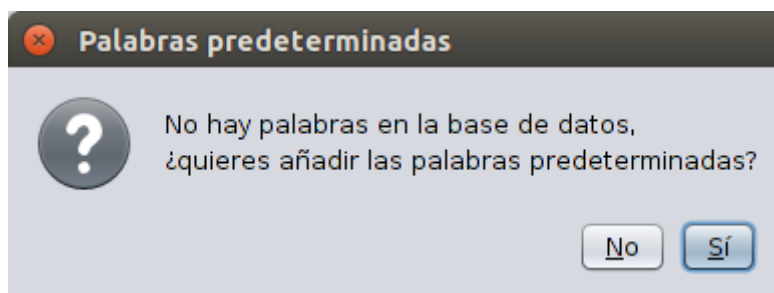 Palabras predeterminadas
No hay palabras en la base de datos,
¿quieres añadir las palabras predeterminadas?
No Sí